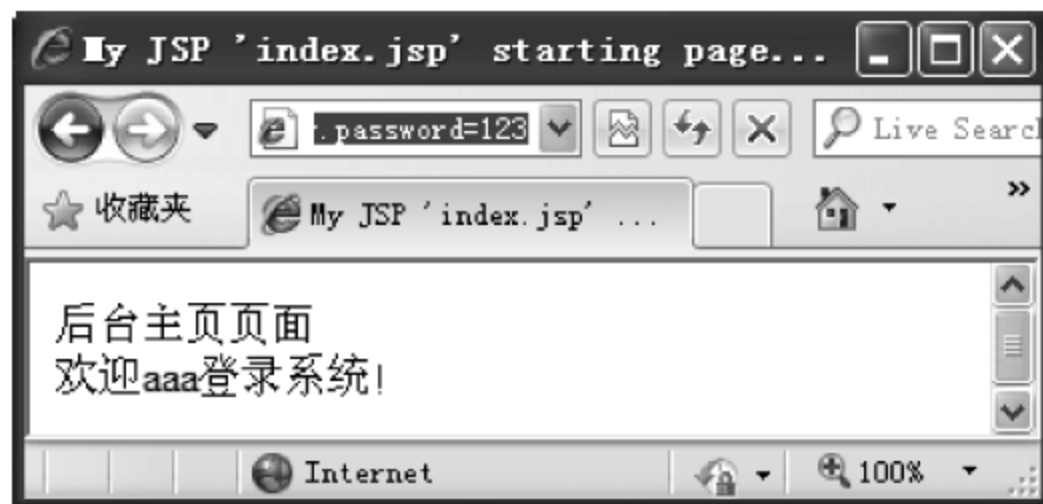 My JSP 'index.jsp' starting page...
r.password=123
Live Searc
收藏夹
My JSP 'index.jsp' ...
后台主页页面
欢迎aaa登录系统!
Internet
100%